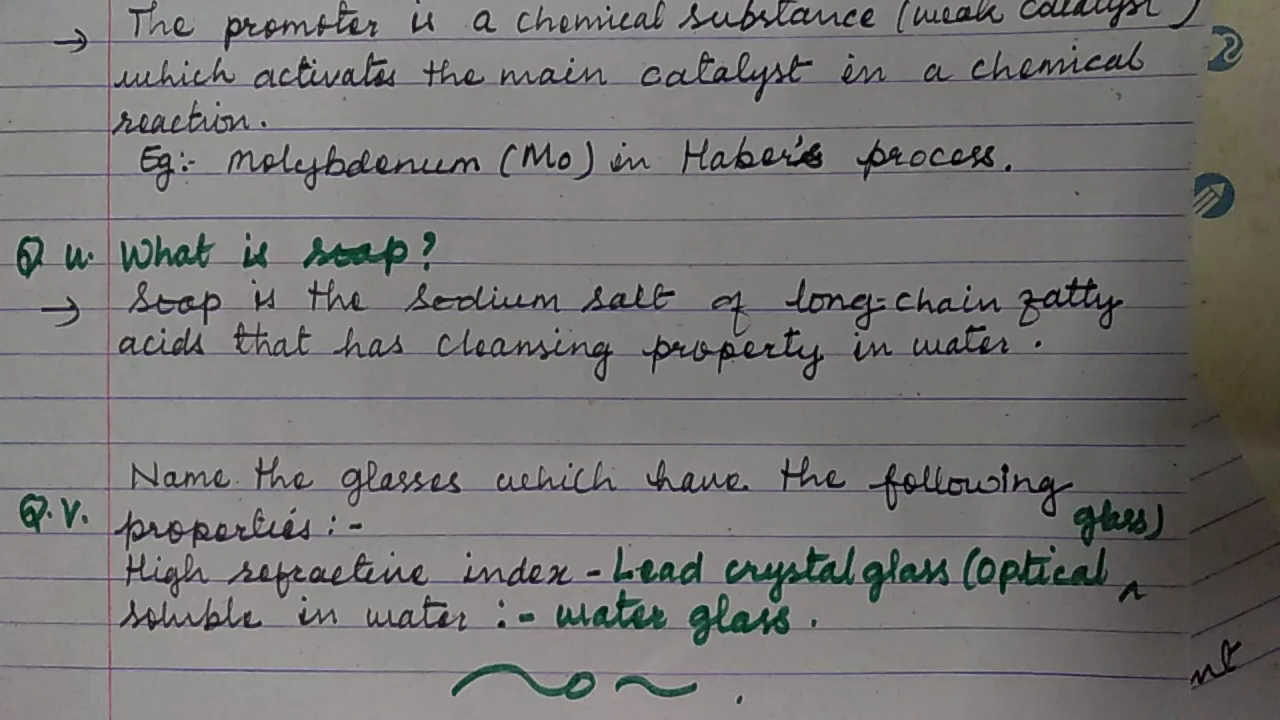 → The promoter is a chemical substance (weak catalyst)
which activates the main catalyst in a chemical
reaction.
Eg:- Molybdenum (Mo) in Haber's process.
Q iv. What is soap?
→ Soap is the sodium salt of long-chain fatty
acids that has cleansing property in water.
Name the glasses which have the following
Q.V. properties:-
High refractive index - Lead crystal glass (optical ^ glass)
soluble in water :- water glass.